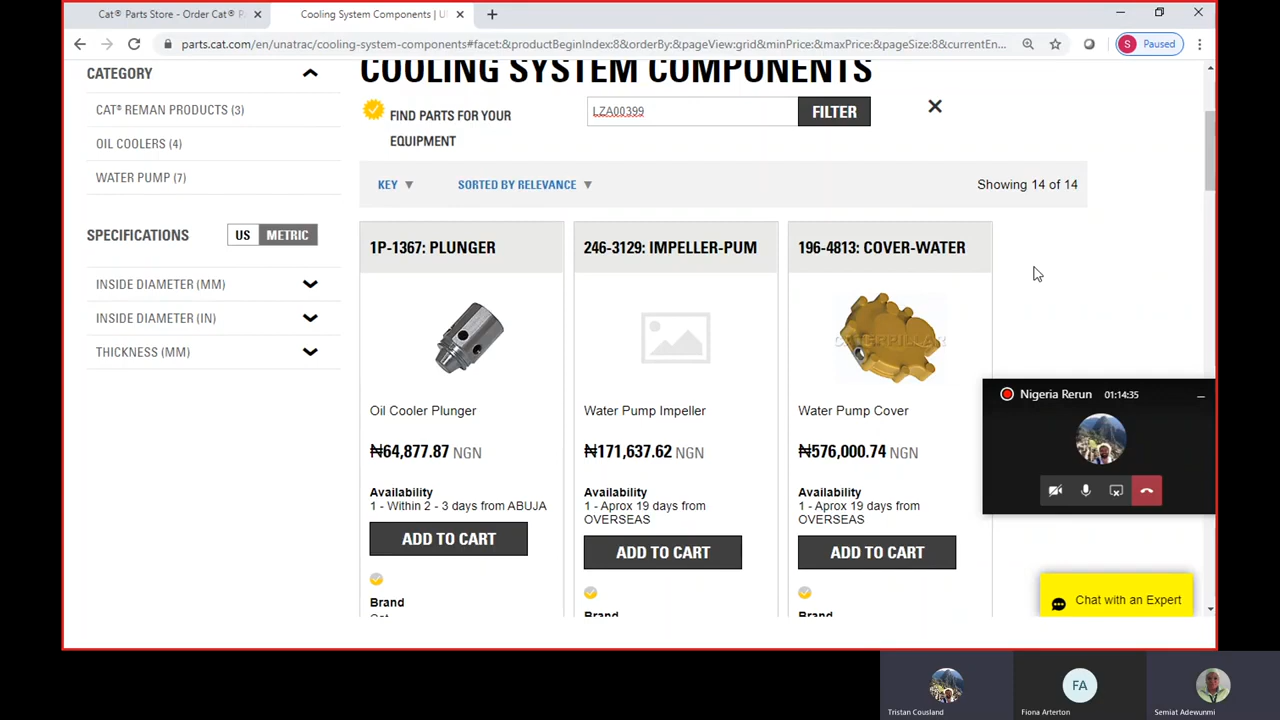 Cat® Parts Store - Order Cat® P
Cooling System Components | U
parts.cat.com/en/unatrac/cooling-system-components#facet:&productBeginIndex:8&orderBy:&pageView:grid&minPrice:&maxPrice:&pageSize:8&currentEn...
S Paused
CATEGORY
CAT® REMAN PRODUCTS (3)
OIL COOLERS (4)
WATER PUMP (7)
SPECIFICATIONS
US METRIC
INSIDE DIAMETER (MM)
INSIDE DIAMETER (IN)
THICKNESS (MM)
COOLING SYSTEM COMPONENTS
FIND PARTS FOR YOUR
EQUIPMENT
LZA00399
FILTER
KEY
SORTED BY RELEVANCE
Showing 14 of 14
1P-1367: PLUNGER
Oil Cooler Plunger
₦64,877.87 NGN
Availability
1 - Within 2 - 3 days from ABUJA
ADD TO CART
Brand
246-3129: IMPELLER-PUM
Water Pump Impeller
₦171,637.62 NGN
Availability
1 - Aprox 19 days from
OVERSEAS
ADD TO CART
196-4813: COVER-WATER
CATERPILLAR
Water Pump Cover
₦576,000.74 NGN
Availability
1 - Aprox 19 days from
OVERSEAS
ADD TO CART
Nigeria Rerun 01:14:35
Chat with an Expert
Tristan Cousland
FA
Fiona Arterton
Semiat Adewunmi